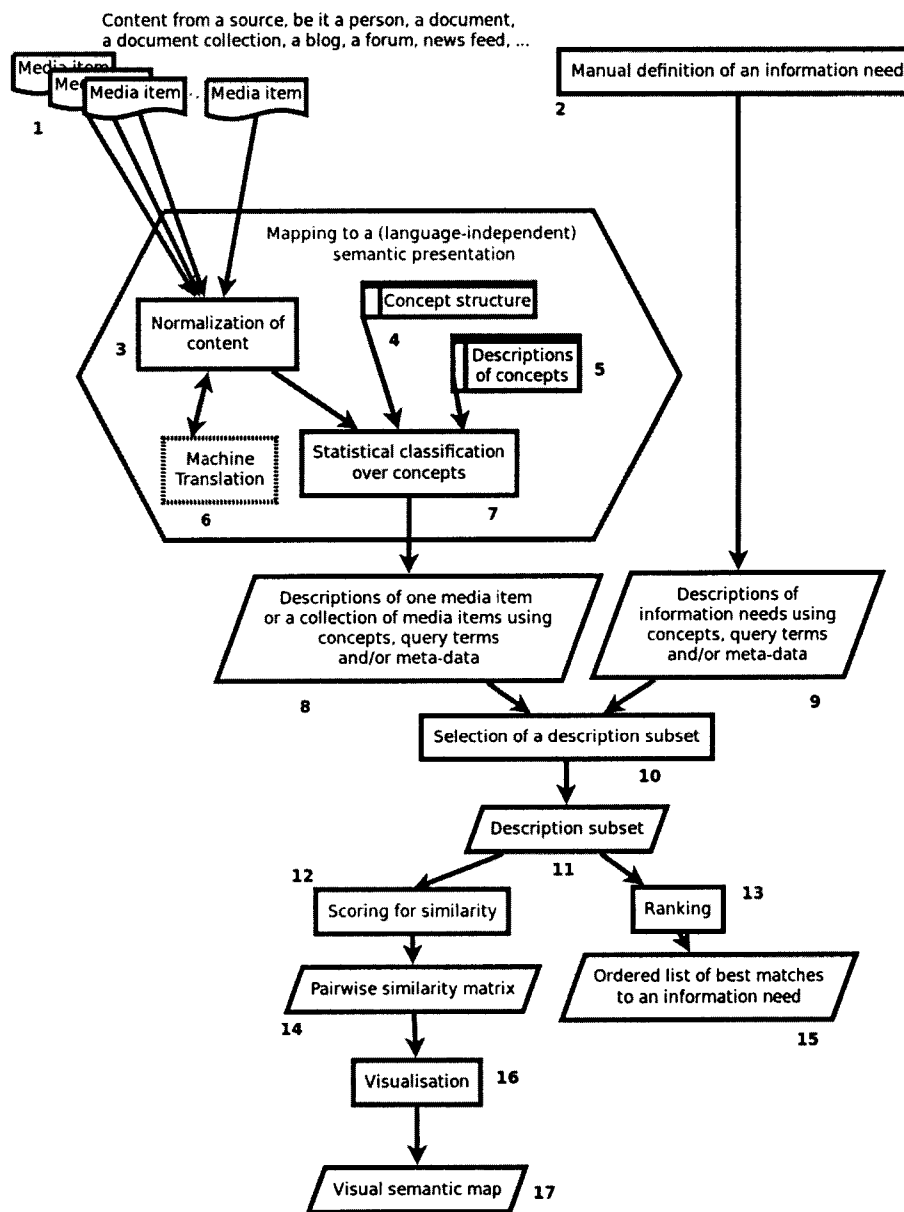 Content from a source, be it a person, a document,
a document collection, a blog, a forum, news feed, ...
Media item
Med
Media item
...
Media item
1
Manual definition of an information need
2
Mapping to a (language-independent)
semantic presentation
Concept structure
4
Normalization of
content
3
Descriptions
of concepts
5
Machine
Translation
6
Statistical classification
over concepts
7
Descriptions of one media item
or a collection of media items using
concepts, query terms
and/or meta-data
8
Descriptions of
information needs using
concepts, query terms
and/or meta-data
9
Selection of a description subset
10
Description subset
11
12
Scoring for similarity
13
Ranking
Pairwise similarity matrix
14
Ordered list of best matches
to an information need
15
Visualisation
16
Visual semantic map
17